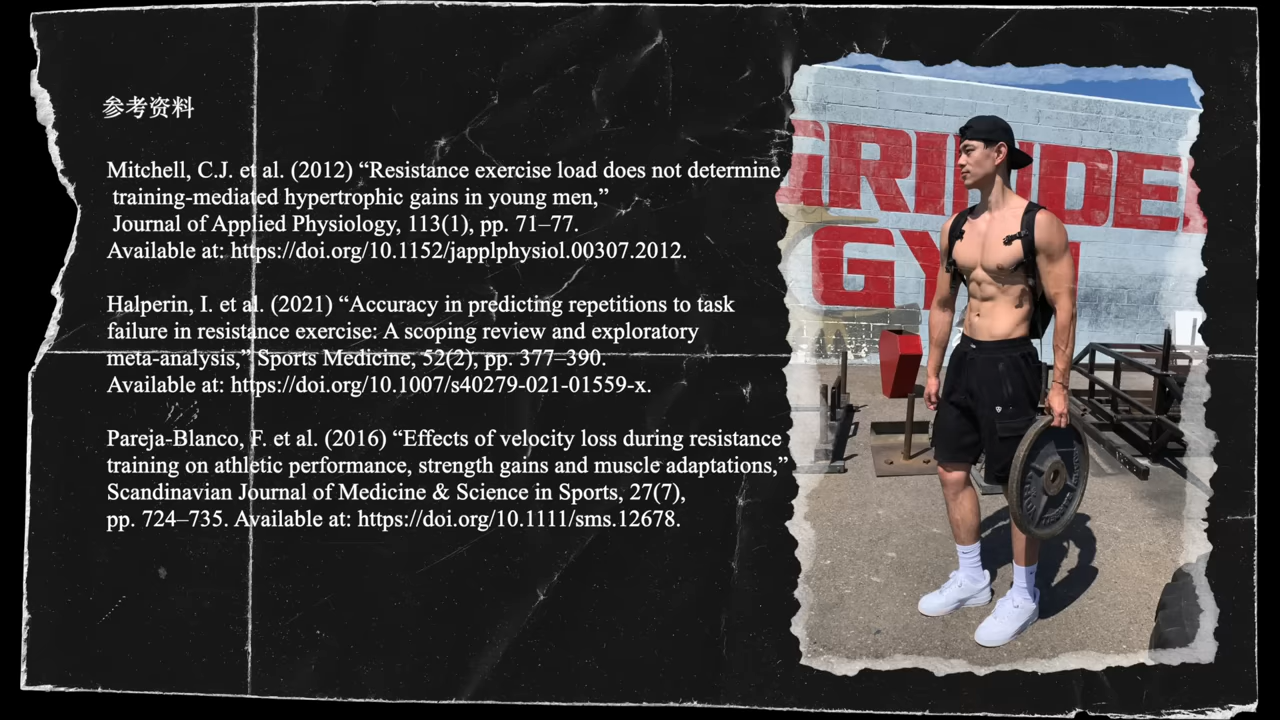 参考资料
Mitchell, C.J. et al. (2012) “Resistance exercise load does not determine
training-mediated hypertrophic gains in young men,”
Journal of Applied Physiology, 113(1), pp. 71–77.
Available at: https://doi.org/10.1152/japplphysiol.00307.2012.
Halperin, I. et al. (2021) “Accuracy in predicting repetitions to task
failure in resistance exercise: A scoping review and exploratory
meta-analysis,” Sports Medicine, 52(2), pp. 377–390.
Available at: https://doi.org/10.1007/s40279-021-01559-x.
Pareja-Blanco, F. et al. (2016) “Effects of velocity loss during resistance
training on athletic performance, strength gains and muscle adaptations,”
Scandinavian Journal of Medicine & Science in Sports, 27(7),
pp. 724–735. Available at: https://doi.org/10.1111/sms.12678.
GRINDE
GYM